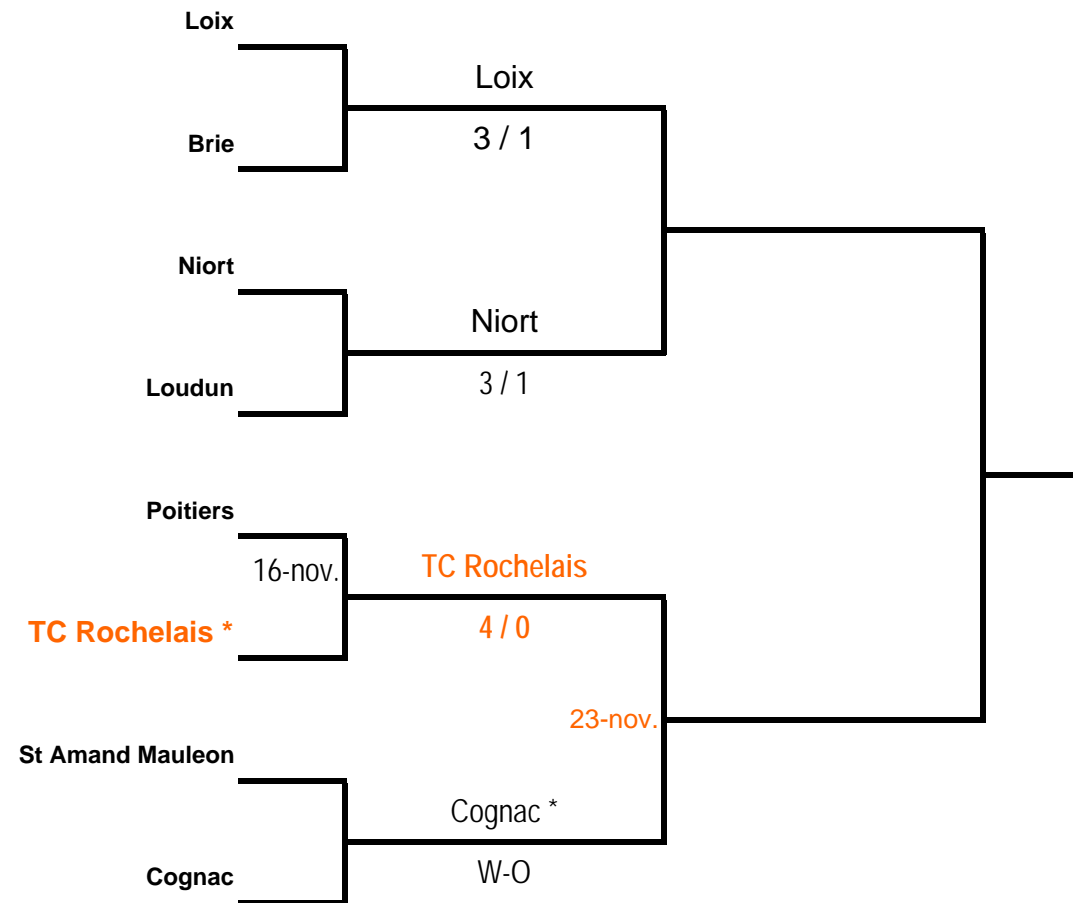 Loix
Loix
3 / 1
Brie
Niort
Niort
3 / 1
Loudun
Poitiers
16-nov.
TC Rochelais
4 / 0
TC Rochelais *
23-nov.
St Amand Mauleon
Cognac *
W-O
Cognac